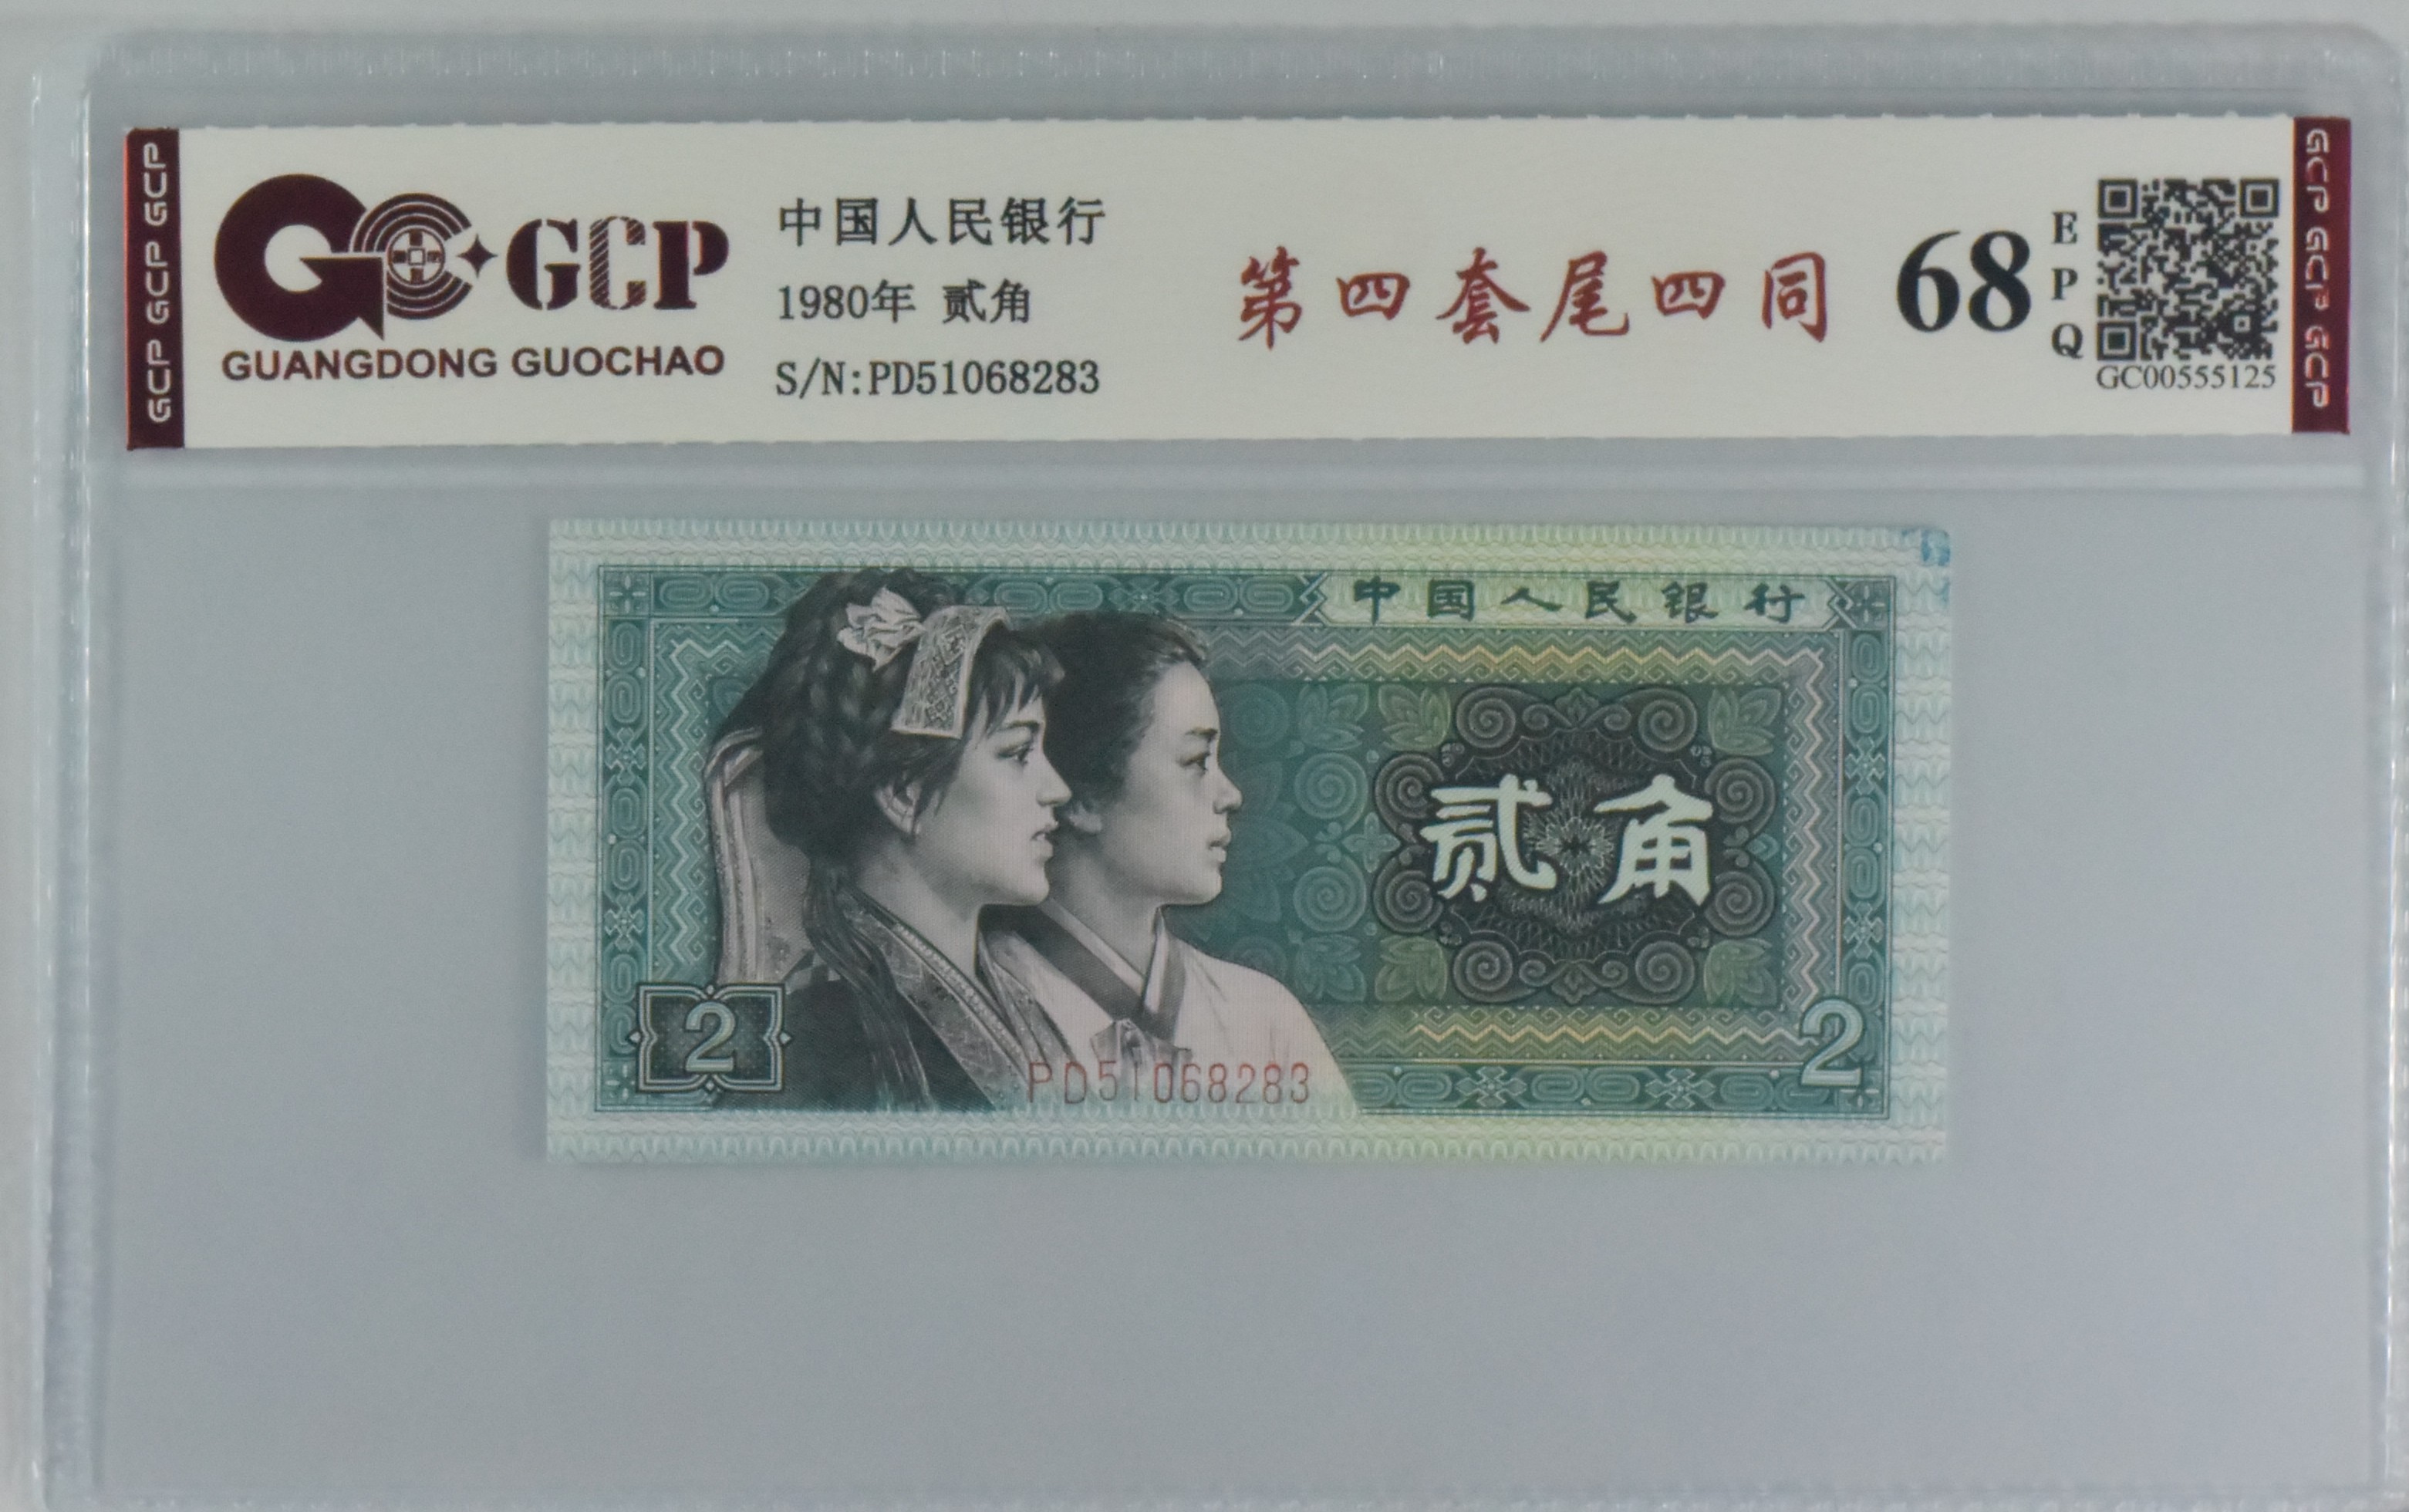 GCP GCP GCP
GCP
GUANGDONG GUOCHAO
中国人民银行
1980年 贰角
S/N:PD51068283
第四套尾四同
68
EPQ
GC00555125
GCP GCP GCP
中国人民银行
贰角
2
2
PD51068283